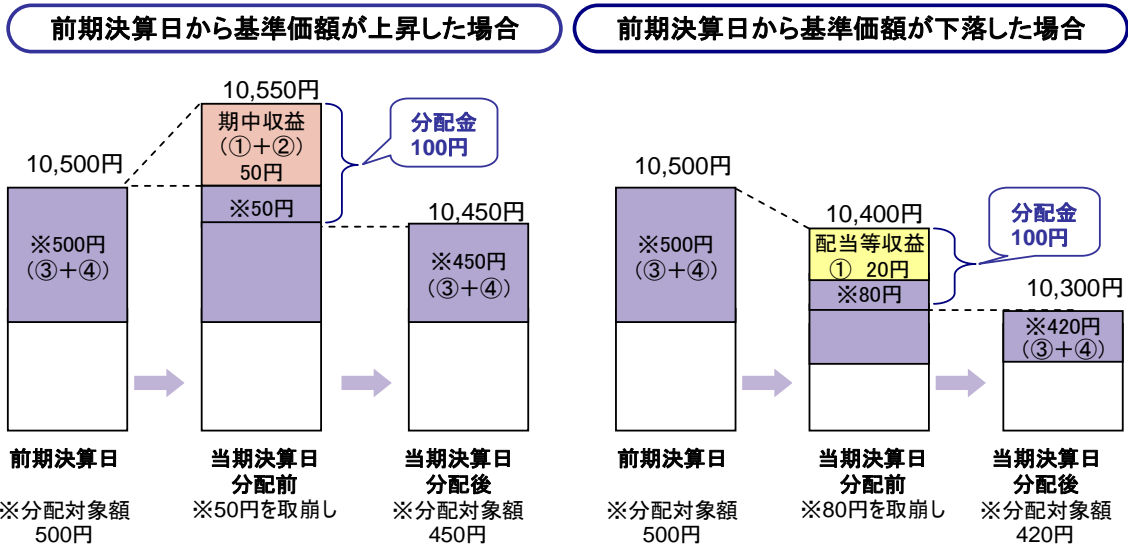 前期決算日から基準価額が上昇した場合
10,500円
※500円
（③＋④）
10,550円
期中収益
（①＋②）
50円
※50円
分配金
100円
10,450円
※450円
（③＋④）
前期決算日
※分配対象額
500円
当期決算日
分配前
※50円を取崩し
当期決算日
分配後
※分配対象額
450円
前期決算日から基準価額が下落した場合
10,500円
※500円
（③＋④）
10,400円
配当等収益
① 20円
※80円
分配金
100円
10,300円
※420円
（③＋④）
前期決算日
※分配対象額
500円
当期決算日
分配前
※80円を取崩し
当期決算日
分配後
※分配対象額
420円